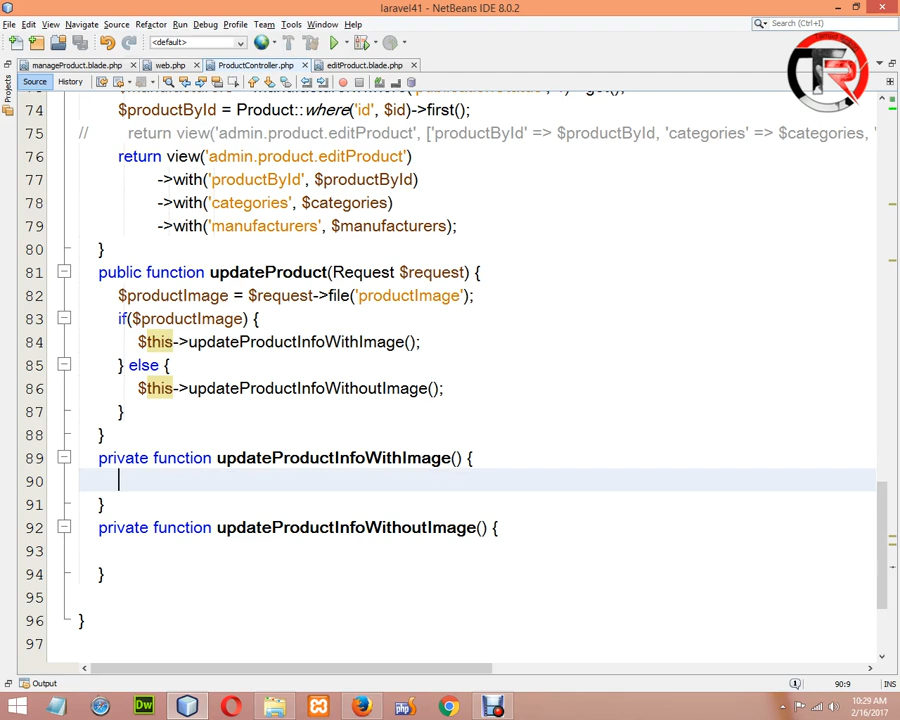 laravel41 - NetBeans IDE 8.0.2
File Edit View Navigate Source Refactor Run Debug Profile Team Tools Window Help
Search (Ctrl+I)
<default>
manageProduct.blade.php web.php ProductController.php editProduct.blade.php
Source History
Projects
74 $productById = Product::where('id', $id)->first();
75 // return view('admin.product.editProduct', ['productById' => $productById, 'categories' => $categories, '
76 return view('admin.product.editProduct')
77 ->with('productById', $productById)
78 ->with('categories', $categories)
79 ->with('manufacturers', $manufacturers);
80 }
81 public function updateProduct(Request $request) {
82 $productImage = $request->file('productImage');
83 if($productImage) {
84 $this->updateProductInfoWithImage();
85 } else {
86 $this->updateProductInfoWithoutImage();
87 }
88 }
89 private function updateProductInfoWithImage() {
90
91 }
92 private function updateProductInfoWithoutImage() {
93
94 }
95
96 }
97
Output
90:9 INS
10:29 AM
2/16/2017